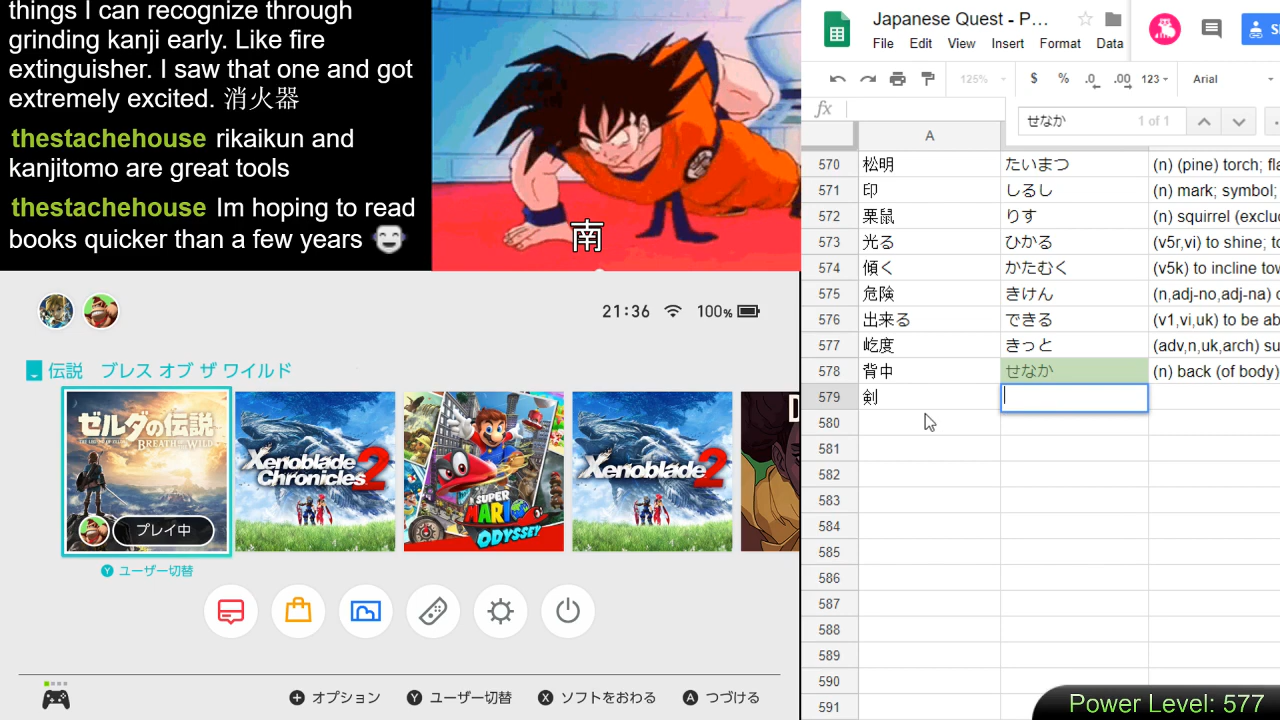 things I can recognize through
grinding kanji early. Like fire
extinguisher. I saw that one and got
extremely excited. 消火器
thestachehouse rikaikun and
kanjitomo are great tools
thestachehouse Im hoping to read
books quicker than a few years
南
21:36 100%
伝説 ブレス オブ ザ ワイルド
ゼルダの伝説
BREATH OF THE WILD
プレイ中
Xenoblade
Chronicles 2
SUPER
MARIO
ODYSSEY
Xenoblade 2
D
Y ユーザー切替
+ オプション Y ユーザー切替 X ソフトをおわる A つづける
Japanese Quest - P...
File Edit View Insert Format Data
S
125% $ % .0 .00 123 Arial
fx
せなか 1 of 1
A
570 松明 たいまつ (n) (pine) torch; fla
571 印 しるし (n) mark; symbol;
572 栗鼠 りす (n) squirrel (exclu
573 光る ひかる (v5r,vi) to shine; to
574 傾く かたむく (v5k) to incline tow
575 危険 きけん (n,adj-no,adj-na) d
576 出来る できる (v1,vi,uk) to be ab
577 屹度 きっと (adv,n,uk,arch) su
578 背中 せなか (n) back (of body)
579 剣
580
581
582
583
584
585
586
587
588
589
590
591
Power Level: 577